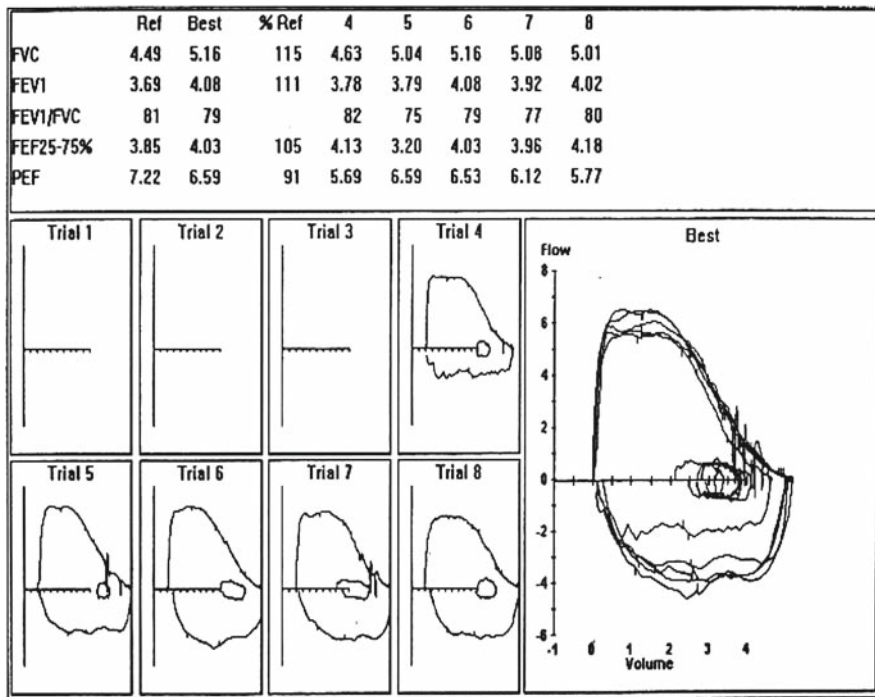 Ref Best % Ref 4 5 6 7 8
FVC 4.49 5.16 115 4.63 5.04 5.16 5.08 5.01
FEV1 3.69 4.08 111 3.78 3.79 4.08 3.92 4.02
FEV1/FVC 81 79 82 75 79 77 80
FEF25-75% 3.85 4.03 105 4.13 3.20 4.03 3.96 4.18
PEF 7.22 6.59 91 5.69 6.59 6.53 6.12 5.77
Trial 1 Trial 2 Trial 3 Trial 4 Best
Flow
8
6
4
2
0
Trial 5 Trial 6 Trial 7 Trial 8
-2
-4
-6
-1 0 1 2 3 4
Volume